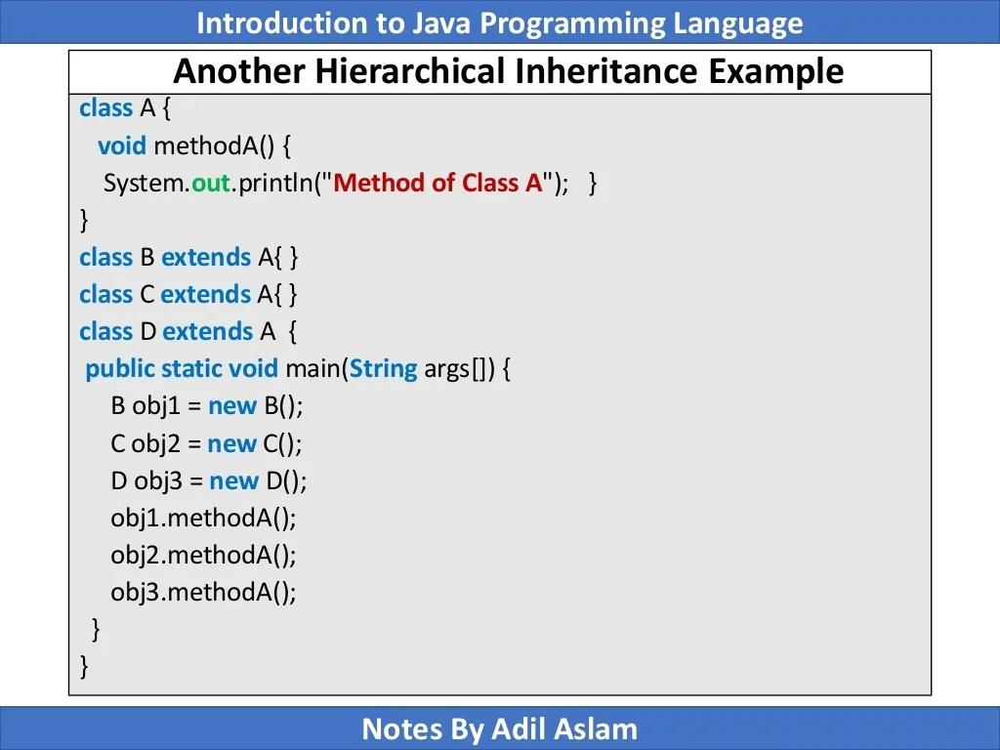 Introduction to Java Programming Language
Another Hierarchical Inheritance Example
class A {
void methodA() {
System.out.println("Method of Class A"); }
}
class B extends A{ }
class C extends A{ }
class D extends A {
public static void main(String args[]) {
B obj1 = new B();
C obj2 = new C();
D obj3 = new D();
obj1.methodA();
obj2.methodA();
obj3.methodA();
}
}
Notes By Adil Aslam